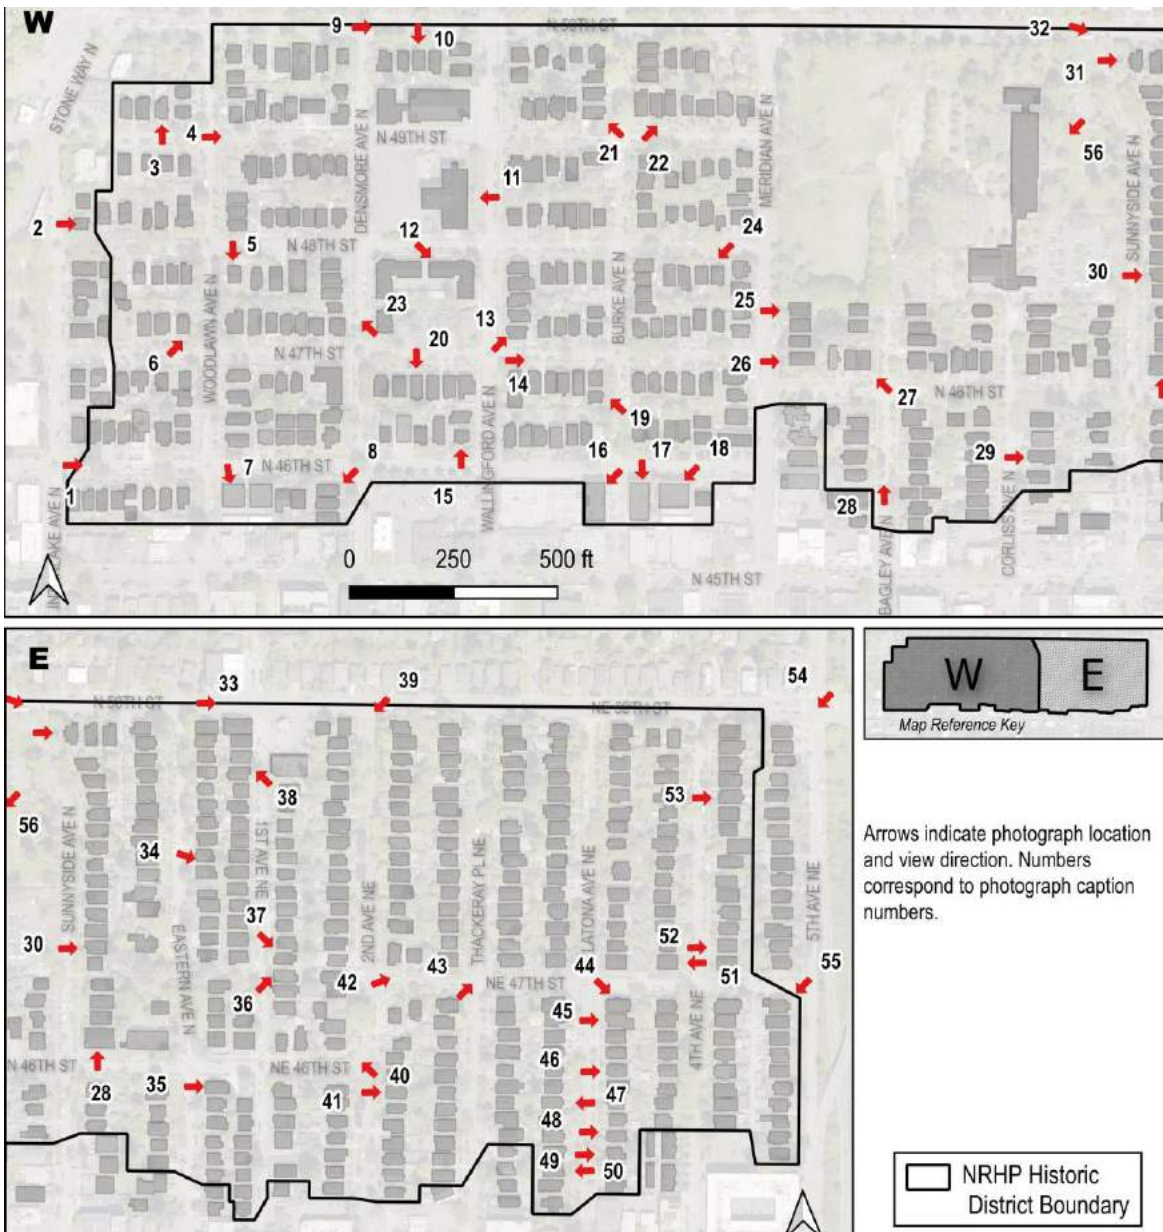 W
9
10
N 50TH ST
32
31
STONE WAY N
4
3
N 49TH ST
DENSMORE AVE N
21
22
MERIDIAN AVE N
56
SUNNYSIDE AVE N
11
2
5
N 48TH ST
12
24
30
WOODLAWN AVE N
23
13
BURKE AVE N
25
6
N 47TH ST
20
14
26
27
N 46TH ST
WALLINGFORD AVE N
19
7
N 46TH ST
8
16
17
18
29
1
15
28
CORLISS AVE N
BAGLEY AVE N
0
250
500 ft
N 45TH ST
E
33
39
54
N 50TH ST
NE 50TH ST
W
E
Map Reference Key
38
53
56
SUNNYSIDE AVE N
34
1ST AVE NE
Arrows indicate photograph location
and view direction. Numbers
correspond to photograph caption
numbers.
37
2ND AVE NE
THACKERAY PL NE
LATONA AVE NE
5TH AVE NE
30
EASTERN AVE N
52
36
42
43
NE 47TH ST
44
51
55
45
4TH AVE NE
N 46TH ST
NE 46TH ST
46
28
35
41
40
47
48
49
50
NRHP Historic
District Boundary